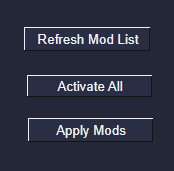 Refresh Mod List
Activate All
Apply Mods